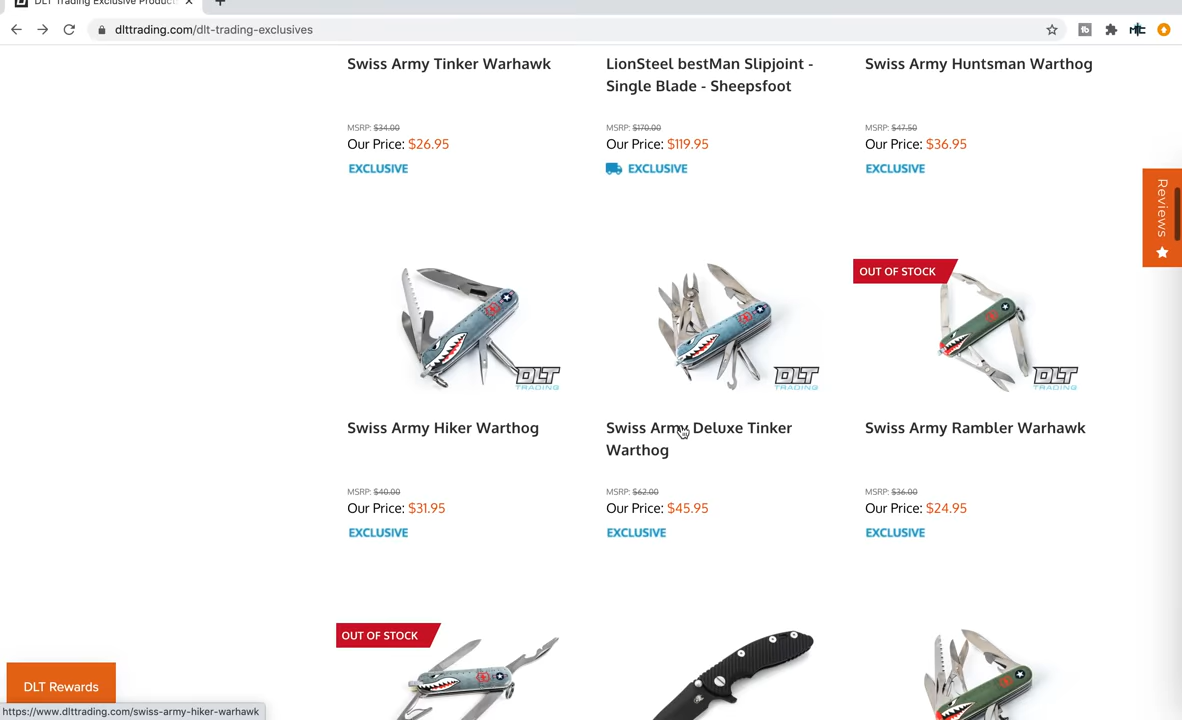 DLT Trading Exclusive Product
dlttrading.com/dlt-trading-exclusives
Swiss Army Tinker Warhawk
MSRP: $34.00
Our Price: $26.95
EXCLUSIVE
LionSteel bestMan Slipjoint -
Single Blade - Sheepsfoot
MSRP: $170.00
Our Price: $119.95
EXCLUSIVE
Swiss Army Huntsman Warthog
MSRP: $47.50
Our Price: $36.95
EXCLUSIVE
Reviews
DLT
TRADING
Swiss Army Hiker Warthog
MSRP: $40.00
Our Price: $31.95
EXCLUSIVE
DLT
TRADING
Swiss Army Deluxe Tinker
Warthog
MSRP: $62.00
Our Price: $45.95
EXCLUSIVE
OUT OF STOCK
DLT
TRADING
Swiss Army Rambler Warhawk
MSRP: $36.00
Our Price: $24.95
EXCLUSIVE
OUT OF STOCK
DLT Rewards
https://www.dlttrading.com/swiss-army-hiker-warhawk